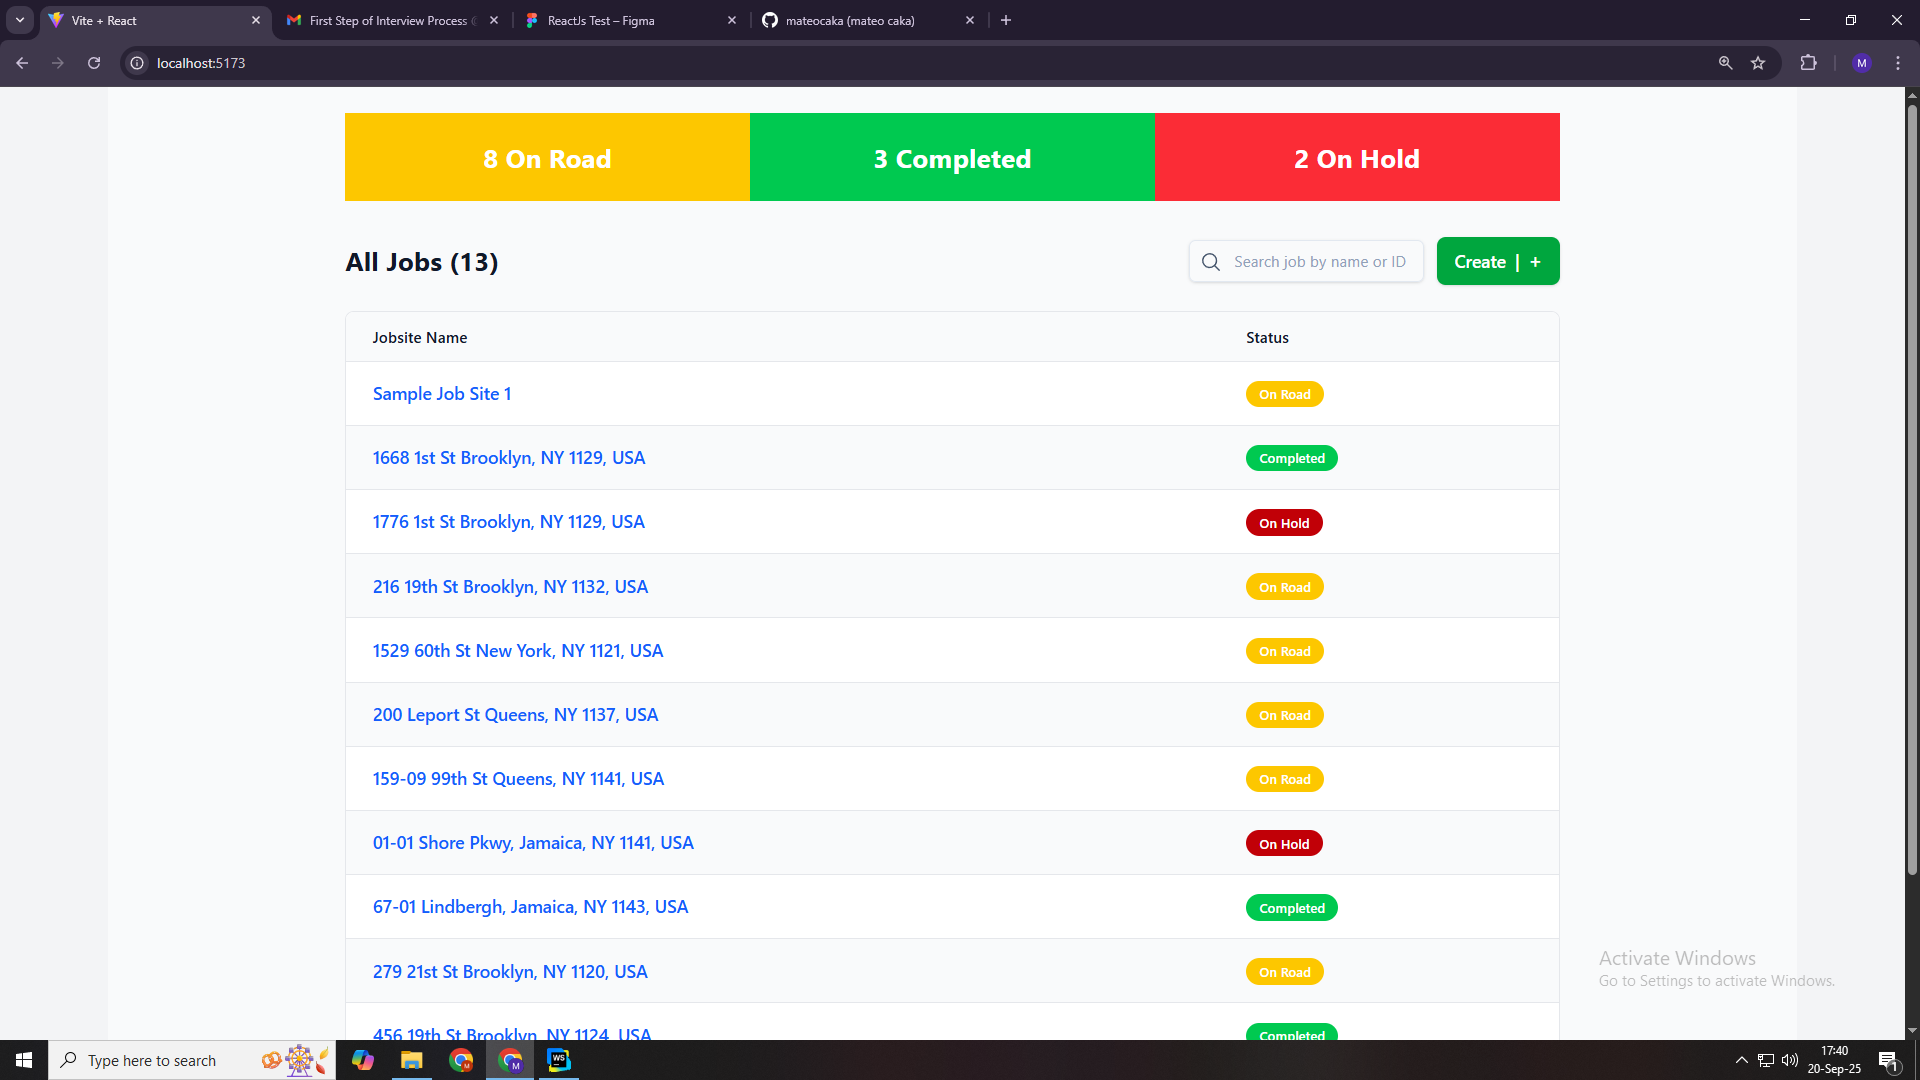 Vite + React
First Step of Interview Process
ReactJs Test – Figma
mateocaka (mateo caka)
localhost:5173
M
8 On Road
3 Completed
2 On Hold
All Jobs (13)
Search job by name or ID
Create | +
Jobsite Name Status
Sample Job Site 1 On Road
1668 1st St Brooklyn, NY 1129, USA Completed
1776 1st St Brooklyn, NY 1129, USA On Hold
216 19th St Brooklyn, NY 1132, USA On Road
1529 60th St New York, NY 1121, USA On Road
200 Leport St Queens, NY 1137, USA On Road
159-09 99th St Queens, NY 1141, USA On Road
01-01 Shore Pkwy, Jamaica, NY 1141, USA On Hold
67-01 Lindbergh, Jamaica, NY 1143, USA Completed
279 21st St Brooklyn, NY 1120, USA On Road
456 19th St Brooklyn, NY 1124, USA Completed
Activate Windows
Go to Settings to activate Windows.
Type here to search
M
M
WS
17:40
20-Sep-25
1